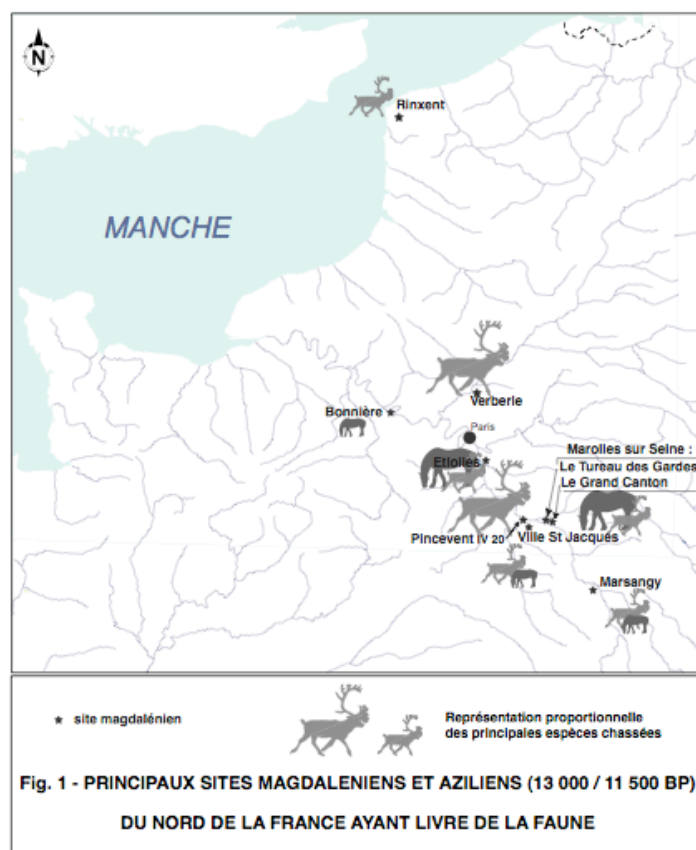 N
Rinxent
MANCHE
Verberle
Bonnière
Paris
Marolles sur Seine :
Etiolles
Le Tureau des Gardes
Le Grand Canton
Pincevent IV 20
Ville St Jacques
Marsangy
site magdalénien
Représentation proportionnelle
des principales espèces chassées
Fig. 1 - PRINCIPAUX SITES MAGDALENIENS ET AZILIENS (13 000 / 11 500 BP)
DU NORD DE LA FRANCE AYANT LIVRE DE LA FAUNE